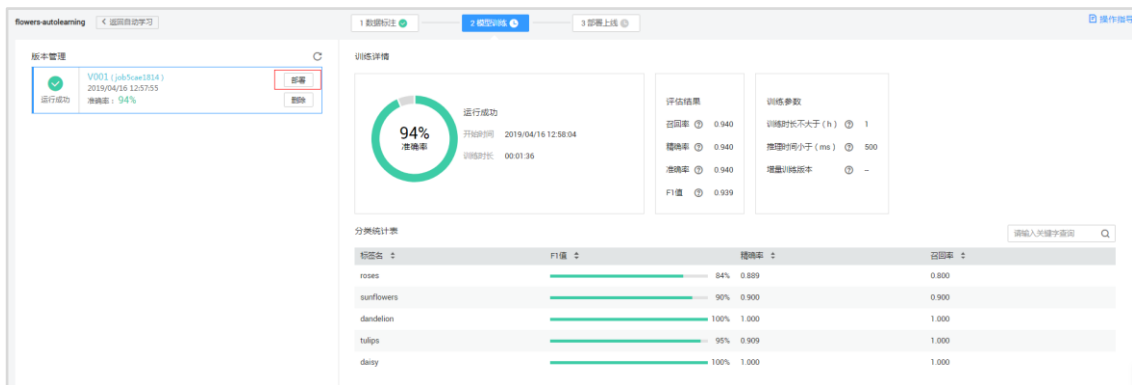 flowers-autolearning
返回自动学习
1 数据标注
2 模型训练
3 部署上线
操作指导
版本管理
V001 (job5cae1814)
部署
2019/04/16 12:57:55
运行成功
准确率：94%
删除
训练详情
94%
准确率
运行成功
开始时间 2019/04/16 12:58:04
训练时长 00:01:36
评估结果
召回率 0.940
精确率 0.940
准确率 0.940
F1值 0.939
训练参数
训练时长不大于 ( h ) 1
推理时间小于 ( ms ) 500
增量训练版本 –
分类统计表
请输入关键字查询
标签名 F1值 精确率 召回率
roses 84% 0.889 0.800
sunflowers 90% 0.900 0.900
dandelion 100% 1.000 1.000
tulips 95% 0.909 1.000
daisy 100% 1.000 1.000